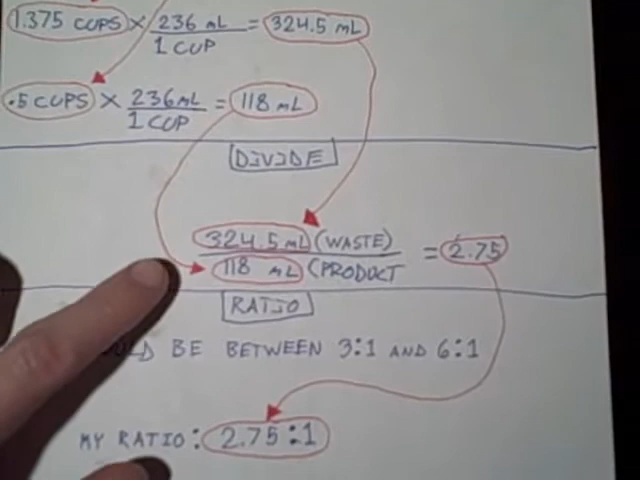 1.375 CUPS × 236 mL / 1 CUP = 324.5 mL
.5 CUPS × 236 mL / 1 CUP = 118 mL
DIVIDE
324.5 mL (WASTE) / 118 mL (PRODUCT = 2.75
RATIO
BE BETWEEN 3:1 AND 6:1
MY RATIO: 2.75:1